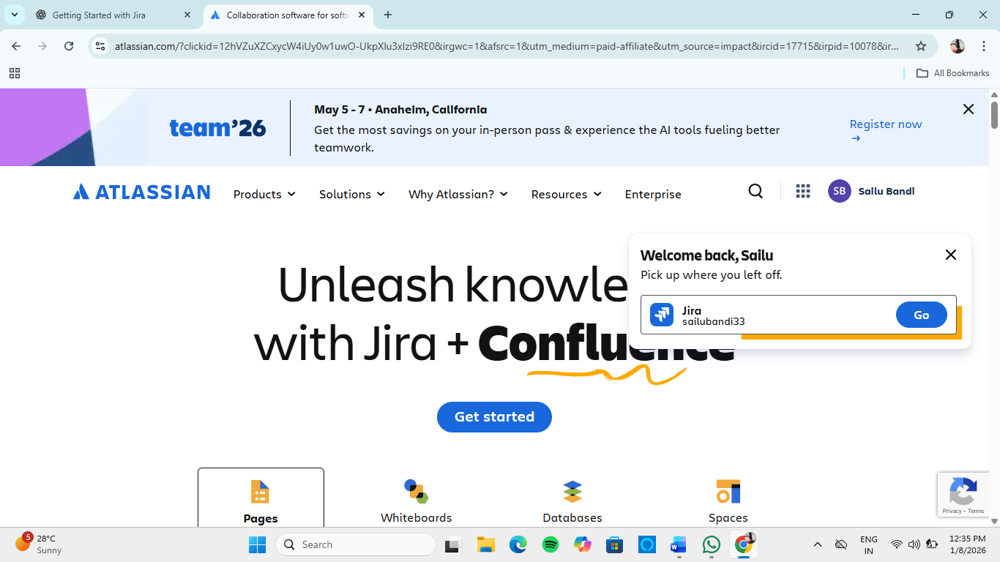 Getting Started with Jira
Collaboration software for softw
atlassian.com/?clickid=12hVZuXZCxycW4iUy0w1uwO-UkpXlu3xIzi9RE0&irgwc=1&afsrc=1&utm_medium=paid-affiliate&utm_source=impact&ircid=17715&irpid=10078&ir...
All Bookmarks
team'26
May 5 - 7 • Anaheim, California
Get the most savings on your in-person pass & experience the AI tools fueling better
teamwork.
Register now
→
ATLASSIAN
Products
Solutions
Why Atlassian?
Resources
Enterprise
SB
Sailu Bandi
Welcome back, Sailu
Pick up where you left off.
Jira
sailubandi33
Go
Unleash knowle
with Jira + Confluence
Get started
Pages
Whiteboards
Databases
Spaces
Privacy - Terms
5
28°C
Sunny
Search
ENG
IN
12:35 PM
1/8/2026